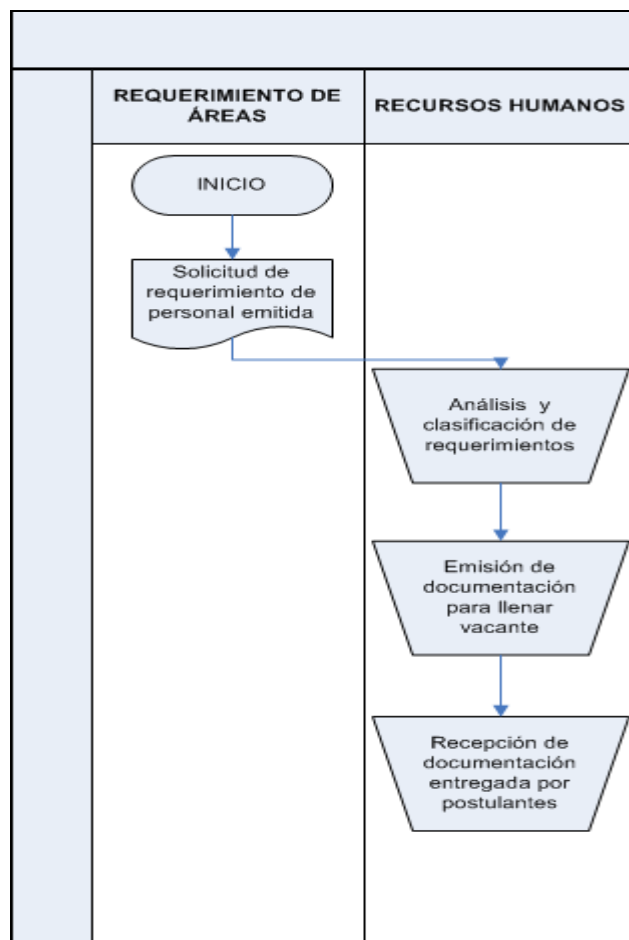 REQUERIMIENTO DE
ÁREAS
RECURSOS HUMANOS
INICIO
Solicitud de
requerimiento de
personal emitida
Análisis y
clasificación de
requerimientos
Emisión de
documentación
para llenar
vacante
Recepción de
documentación
entregada por
postulantes